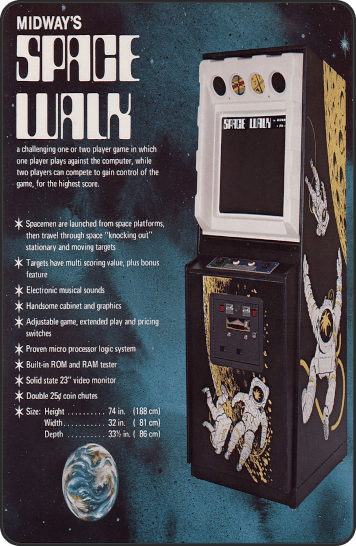 MIDWAY'S
SPACE
WALK
a challenging one or two player game in which
one player plays against the computer, while
two players can compete to gain control of the
game, for the highest score.
Spacemen are launched from space platforms,
then travel through space "knocking out"
stationary and moving targets
Targets have multi scoring value, plus bonus
feature
Electronic musical sounds
Handsome cabinet and graphics
Adjustable game, extended play and pricing
switches
Proven micro processor logic system
Built-in ROM and RAM tester
Solid state 23" video monitor
Double 25¢ coin chutes
Size: Height .......... 74 in. (188 cm)
Width .......... 32 in. ( 81 cm)
Depth .......... 33½ in. ( 86 cm)
SPACE WALK